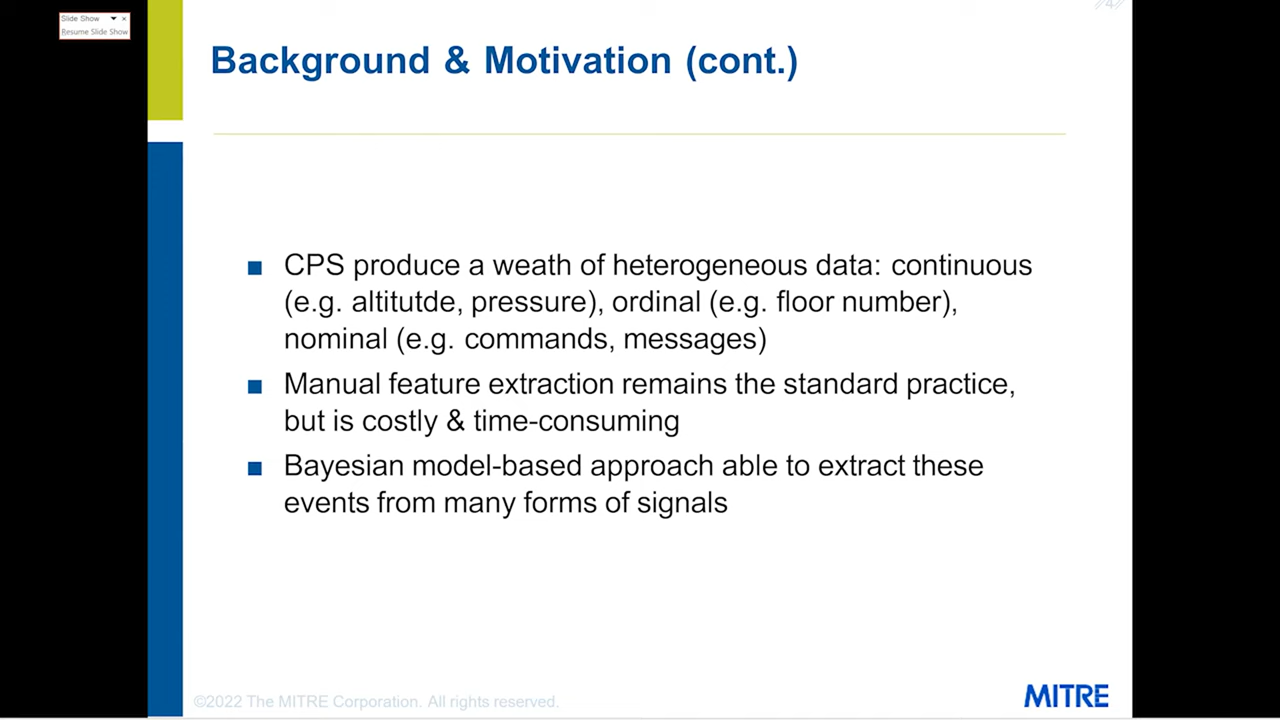 Slide Show
Resume Slide Show
4
Background & Motivation (cont.)
■ CPS produce a weath of heterogeneous data: continuous
(e.g. altitutde, pressure), ordinal (e.g. floor number),
nominal (e.g. commands, messages)
■ Manual feature extraction remains the standard practice,
but is costly & time-consuming
■ Bayesian model-based approach able to extract these
events from many forms of signals
©2022 The MITRE Corporation. All rights reserved.
MITRE